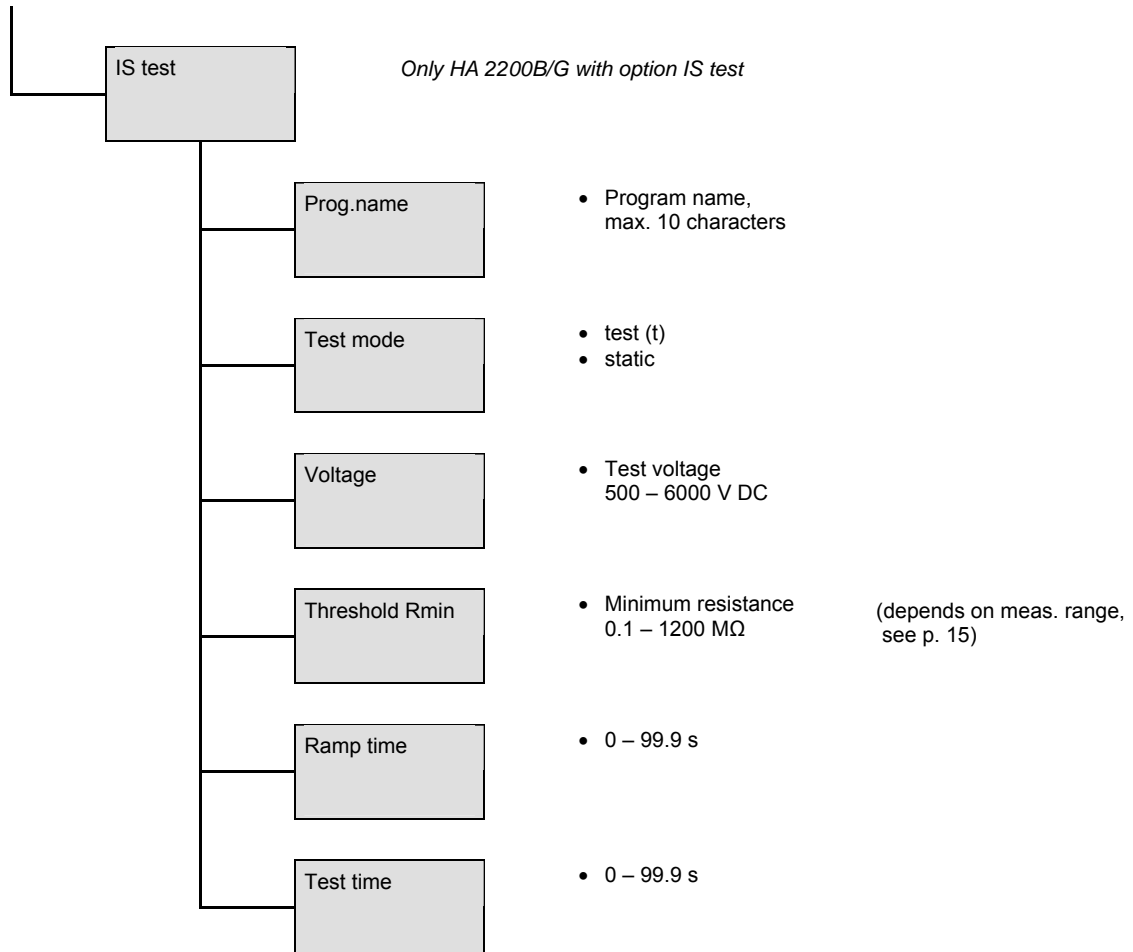 IS test
Only HA 2200B/G with option IS test
Prog.name
• Program name,
max. 10 characters
Test mode
• test (t)
• static
Voltage
• Test voltage
500 – 6000 V DC
Threshold Rmin
• Minimum resistance
0.1 – 1200 MΩ
(depends on meas. range,
see p. 15)
Ramp time
• 0 – 99.9 s
Test time
• 0 – 99.9 s